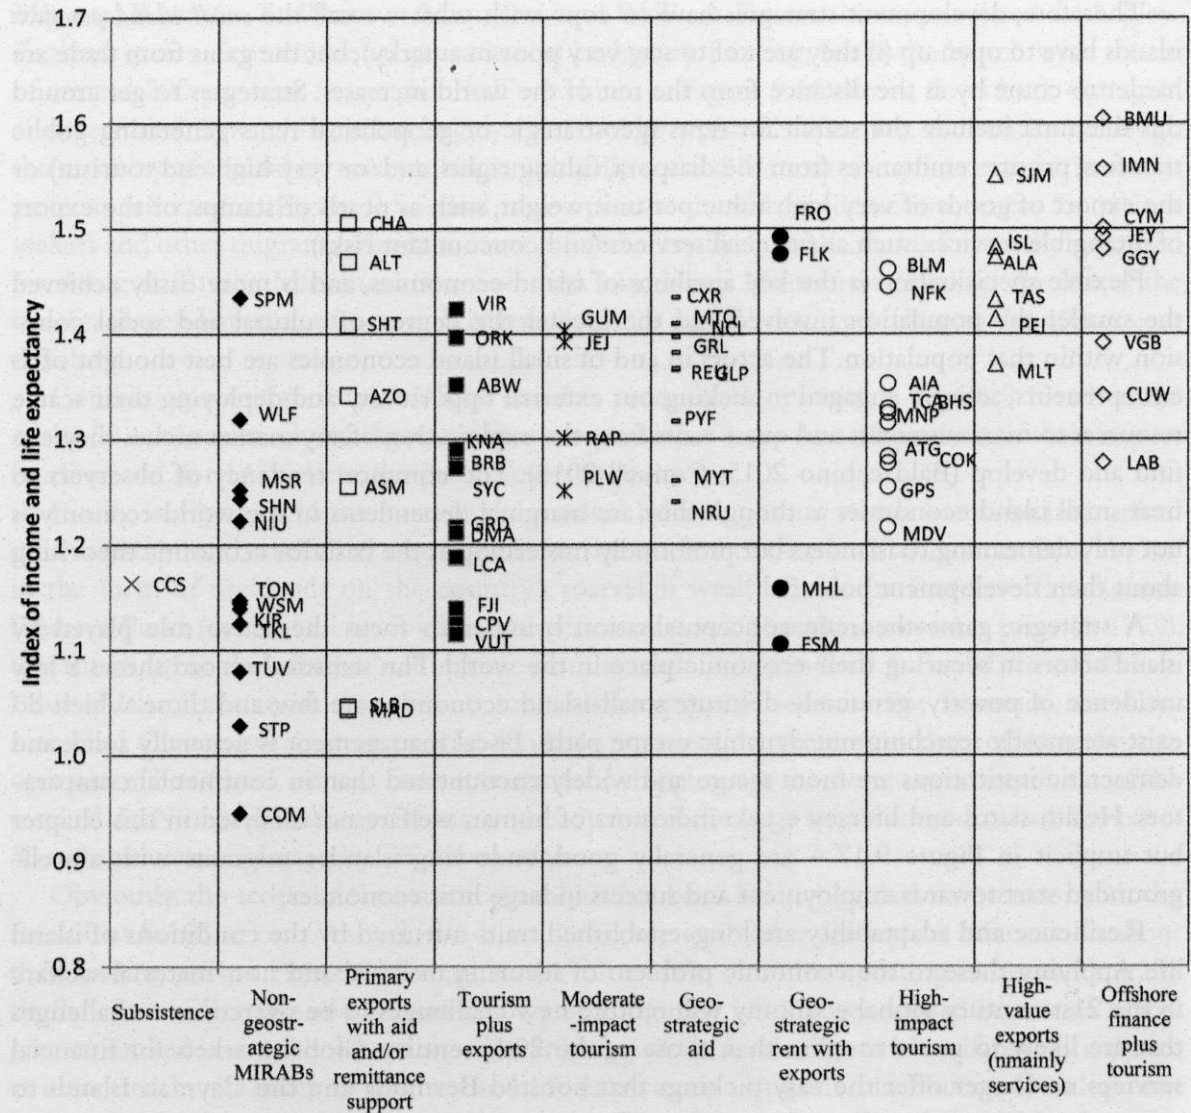 1.7
1.6
1.5
1.4
1.3
1.2
1.1
1.0
0.9
0.8
Index of income and life expectancy
CCS
SPM
WLF
MSR
SHN
NIU
TON
WSM
KIR
TKL
TUV
STP
COM
CHA
ALT
SHT
AZO
ASM
SLB
MRD
VIR
ORK
ABW
KNA
BRB
SYC
GRD
DMA
LCA
FJI
CPV
VUT
GUM
JEJ
RAP
PLW
CXR
MTQ
NCL
GRL
REU
GLP
PYF
MYT
NRU
FRO
FLK
MHL
FSM
BLM
NFK
AIA
TCA
BHS
MNP
ATG
COK
GPS
MDV
SJM
ISL
ALA
TAS
PEI
MLT
BMU
IMN
CYM
JEY
GGY
VGB
CUW
LAB
Subsistence
Non-
geostr-
ategic
MIRABs
Primary
exports
with aid
and/or
remittance
support
Tourism
plus
exports
Moderate
-impact
tourism
Geo-
strategic
aid
Geo-
strategic
rent with
exports
High-
impact
tourism
High-
value
exports
(nmainly
services)
Offshore
finance
plus
tourism